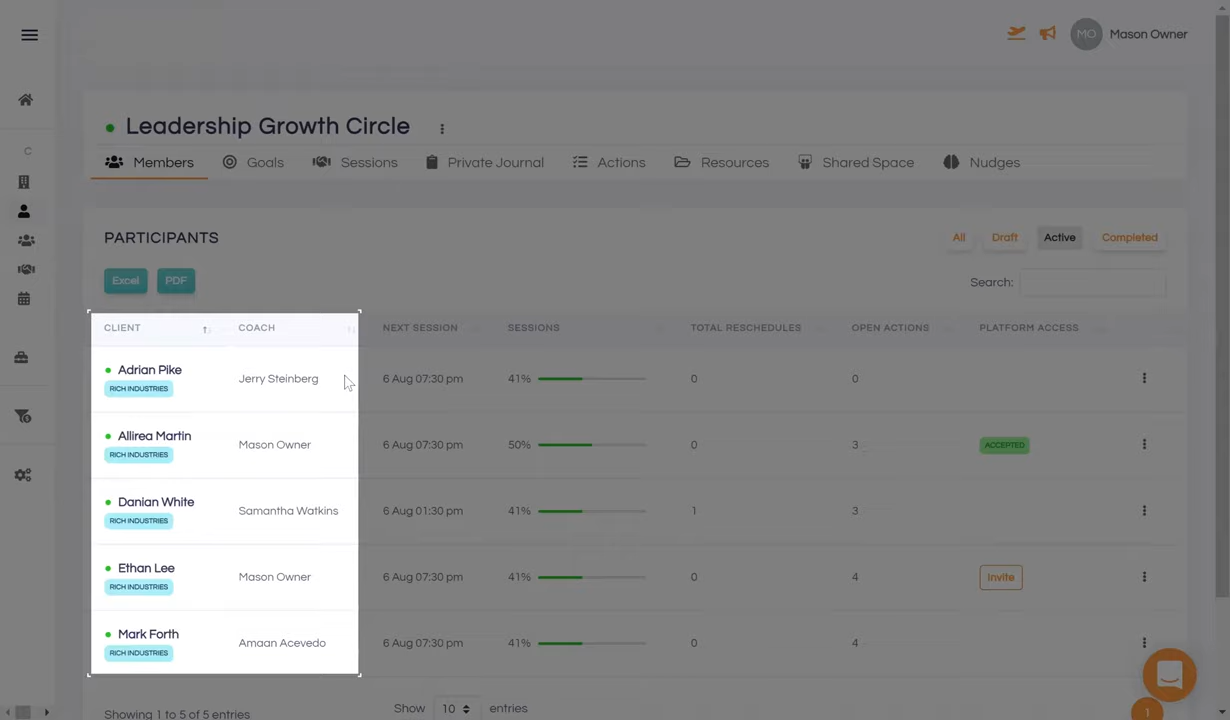 MO Mason Owner
Leadership Growth Circle
Members Goals Sessions Private Journal Actions Resources Shared Space Nudges
C
PARTICIPANTS All Draft Active Completed
Excel PDF Search:
CLIENT COACH NEXT SESSION SESSIONS TOTAL RESCHEDULES OPEN ACTIONS PLATFORM ACCESS
Adrian Pike
RICH INDUSTRIES
Jerry Steinberg 6 Aug 07:30 pm 41% 0 0
Allirea Martin
RICH INDUSTRIES
Mason Owner 6 Aug 07:30 pm 50% 0 3 ACCEPTED
Danian White
RICH INDUSTRIES
Samantha Watkins 6 Aug 01:30 pm 41% 1 3
Ethan Lee
RICH INDUSTRIES
Mason Owner 6 Aug 07:30 pm 41% 0 4 Invite
Mark Forth
RICH INDUSTRIES
Amaan Acevedo 6 Aug 07:30 pm 41% 0 4
Showing 1 to 5 of 5 entries Show 10 entries
1